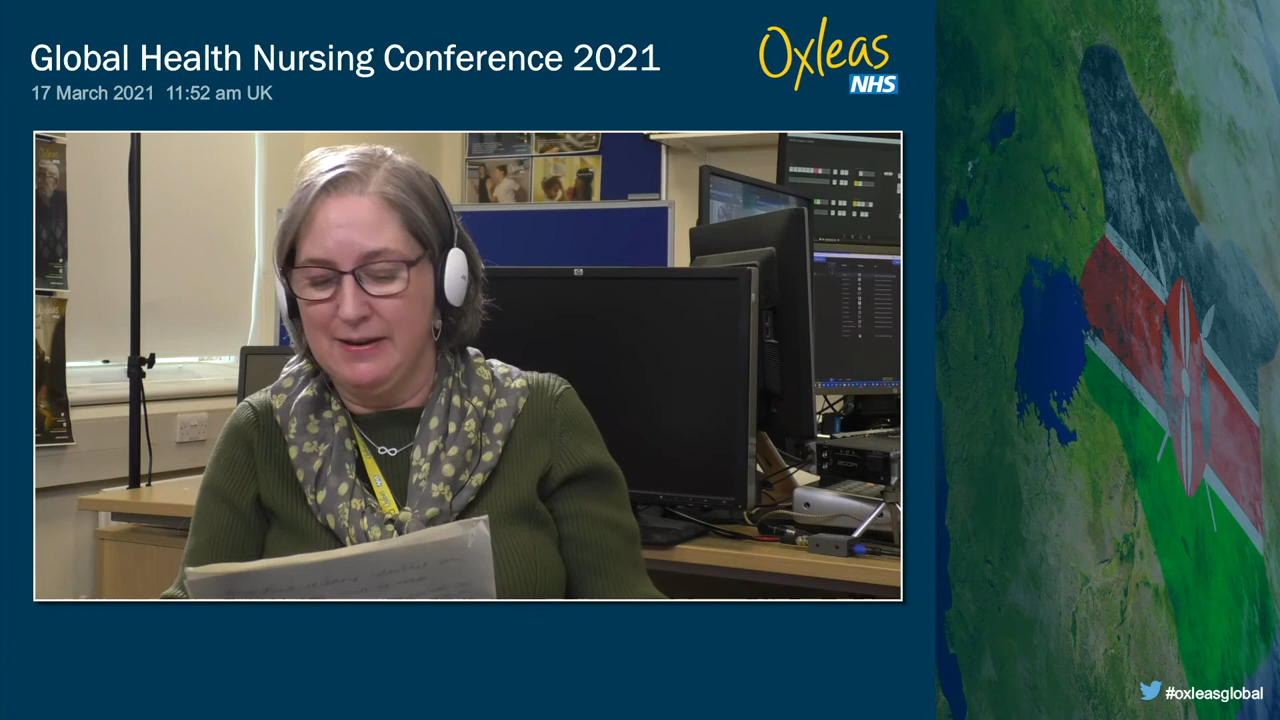 Global Health Nursing Conference 2021
17 March 2021 11:52 am UK
Oxleas
NHS
#oxleasglobal